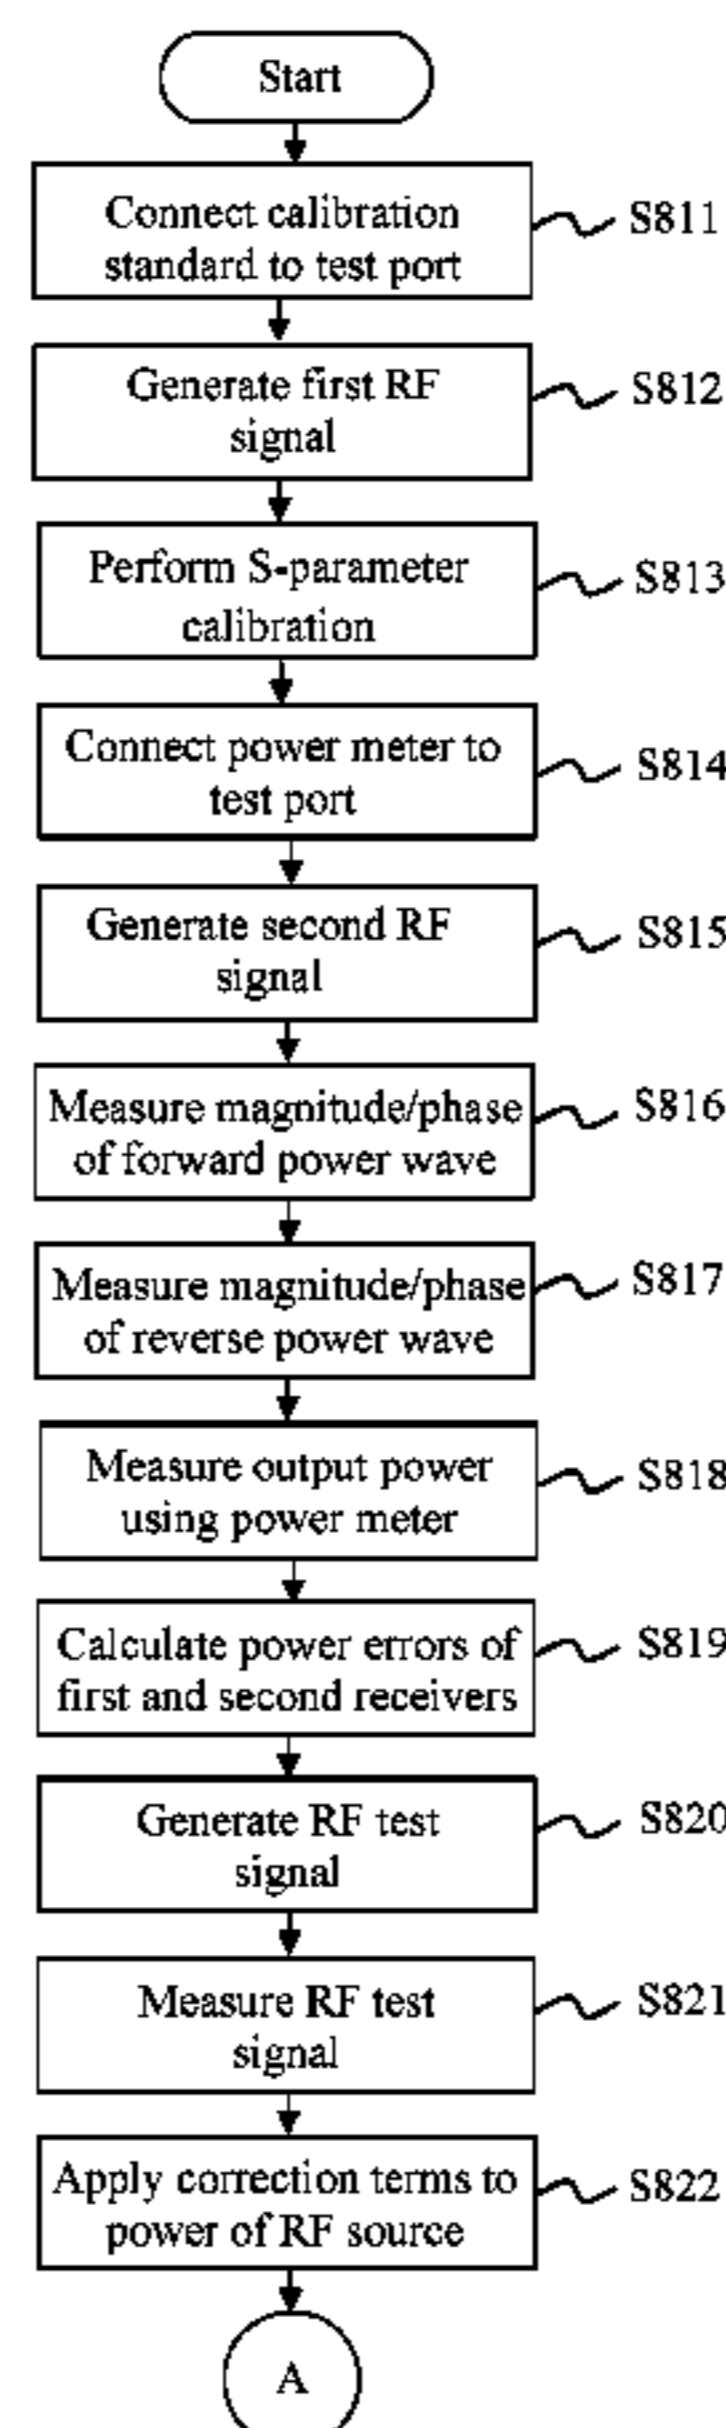 Start
Connect calibration
standard to test port
S811
Generate first RF
signal
S812
Perform S-parameter
calibration
S813
Connect power meter to
test port
S814
Generate second RF
signal
S815
Measure magnitude/phase
of forward power wave
S816
Measure magnitude/phase
of reverse power wave
S817
Measure output power
using power meter
S818
Calculate power errors of
first and second receivers
S819
Generate RF test
signal
S820
Measure RF test
signal
S821
Apply correction terms to
power of RF source
S822
A